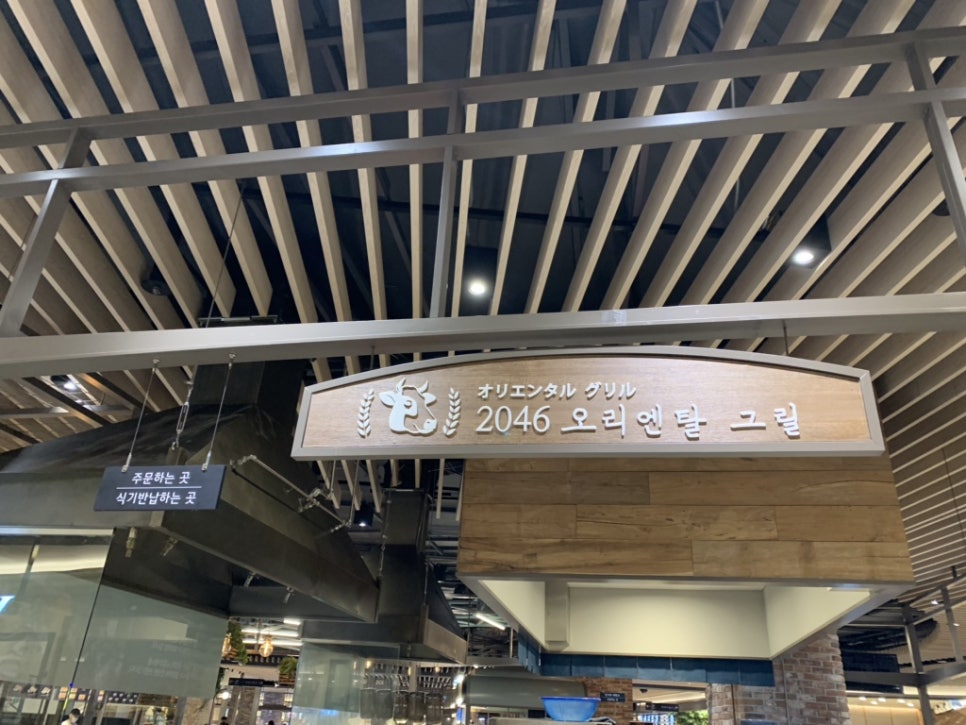 オリエンタル グリル
2046 오리엔탈 그릴
주문하는 곳
식기반납하는 곳